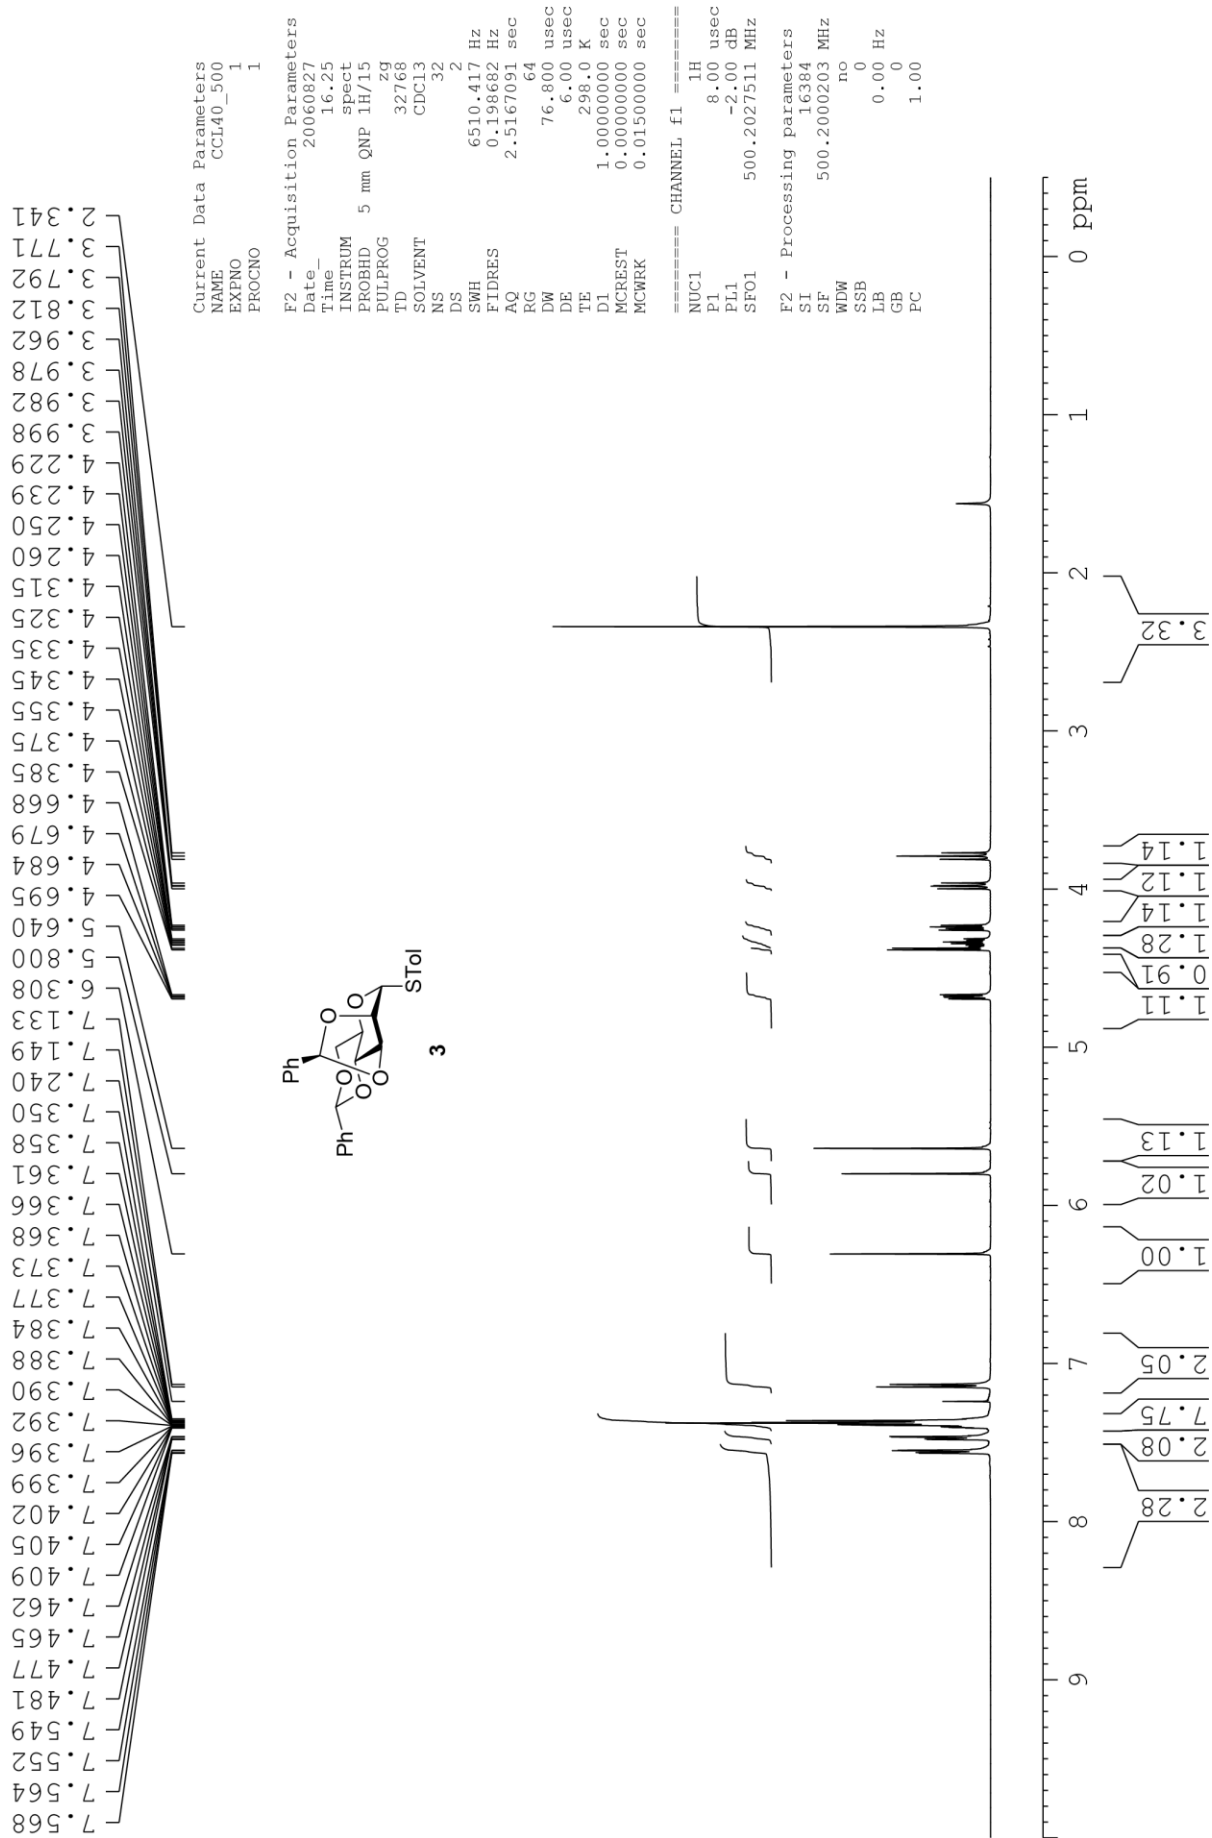 2.341
3.771
3.792
3.812
3.962
3.978
3.982
3.998
4.229
4.239
4.250
4.260
4.315
4.325
4.335
4.345
4.355
4.375
4.385
4.668
4.679
4.684
4.695
5.640
5.800
6.308
7.133
7.149
7.240
7.350
7.358
7.361
7.366
7.368
7.373
7.377
7.384
7.388
7.390
7.392
7.396
7.399
7.402
7.405
7.409
7.462
7.465
7.477
7.481
7.549
7.552
7.564
7.568
Current Data Parameters
NAME CCL40_500
EXPNO 1
PROCNO 1
F2 - Acquisition Parameters
Date_ 20060827
Time 16.25
INSTRUM spect
PROBHD 5 mm QNP 1H/15
PULPROG zg
TD 32768
SOLVENT CDCl3
NS 32
DS 2
SWH 6510.417 Hz
FIDRES 0.198682 Hz
AQ 2.5167091 sec
RG 64
DW 76.800 usec
DE 6.00 usec
TE 298.0 K
D1 1.00000000 sec
MCREST 0.00000000 sec
MCWRK 0.01500000 sec
======== CHANNEL f1 ========
NUC1 1H
P1 8.00 usec
PL1 -2.00 dB
SFO1 500.2027511 MHz
F2 - Processing parameters
SI 16384
SF 500.2000203 MHz
WDW no
SSB 0
LB 0.00 Hz
GB 0
PC 1.00
Ph
O
O
Ph
O
O
O
STol
3
9
8
7
6
5
4
3
2
1
0 ppm
2.28
2.08
7.75
2.05
1.00
1.02
1.13
1.11
0.91
1.28
1.14
1.12
1.14
3.32